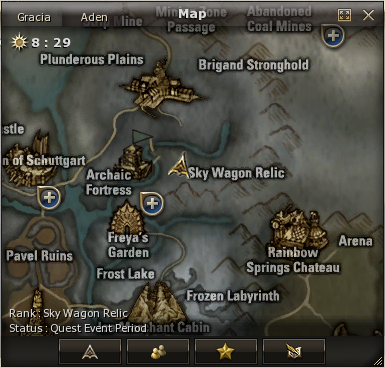 Gracia Aden Map
Abandoned
Coal Mines
Passage
8 : 29
Plunderous Plains
Brigand Stronghold
of Schuttgart
Archaic
Fortress
Sky Wagon Relic
Freya's
Garden
Pavel Ruins
Arena
Rainbow
Springs Chateau
Frost Lake
Frozen Labyrinth
Rank : Sky Wagon Relic
Status : Quest Event Period
Cabin